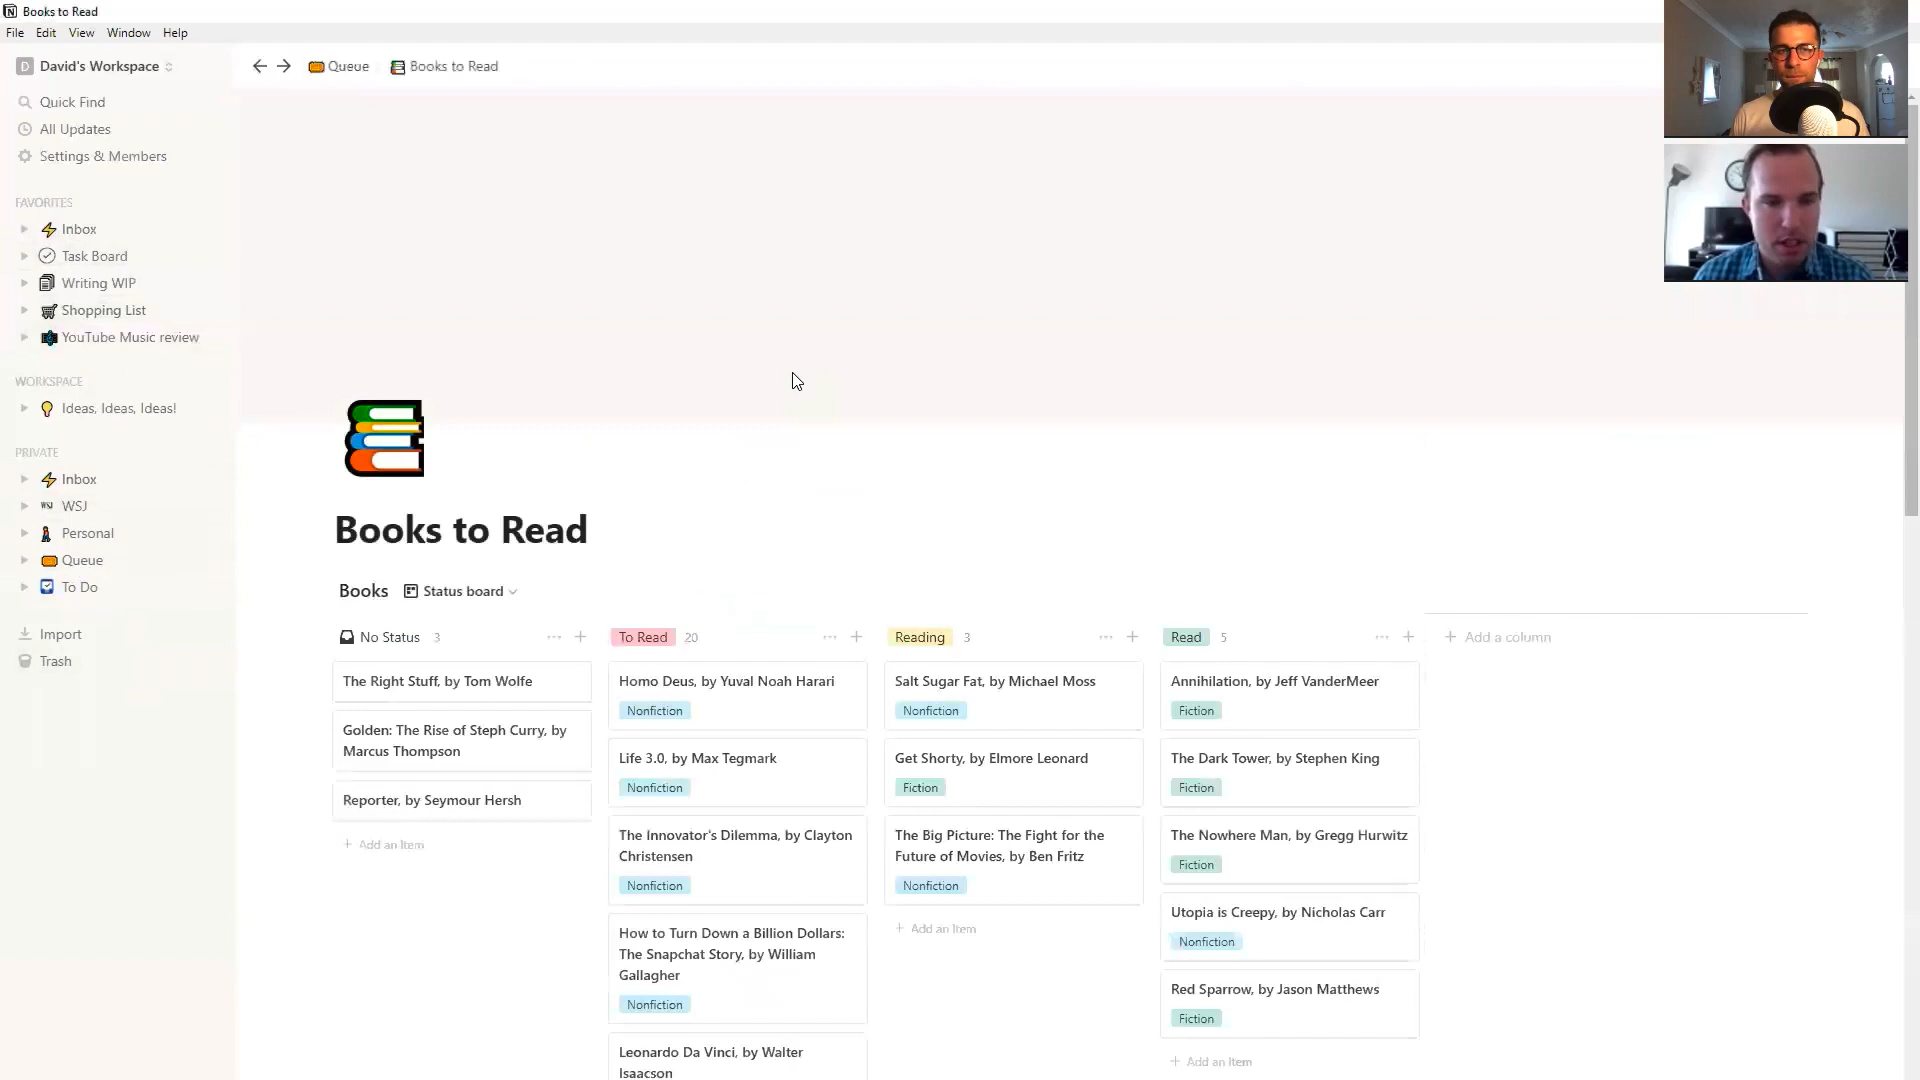 Books to Read
File Edit View Window Help
David's Workspace
Queue Books to Read
Quick Find
All Updates
Settings & Members
FAVORITES
Inbox
Task Board
Writing WIP
Shopping List
YouTube Music review
WORKSPACE
Ideas, Ideas, Ideas!
PRIVATE
Inbox
WSJ WSJ
Personal
Queue
To Do
Import
Trash
Books to Read
Books Status board
No Status 3
The Right Stuff, by Tom Wolfe
Golden: The Rise of Steph Curry, by
Marcus Thompson
Reporter, by Seymour Hersh
+ Add an item
To Read 20
Homo Deus, by Yuval Noah Harari
Nonfiction
Life 3.0, by Max Tegmark
Nonfiction
The Innovator's Dilemma, by Clayton
Christensen
Nonfiction
How to Turn Down a Billion Dollars:
The Snapchat Story, by William
Gallagher
Nonfiction
Leonardo Da Vinci, by Walter
Isaacson
Reading 3
Salt Sugar Fat, by Michael Moss
Nonfiction
Get Shorty, by Elmore Leonard
Fiction
The Big Picture: The Fight for the
Future of Movies, by Ben Fritz
Nonfiction
+ Add an item
Read 5
Annihilation, by Jeff VanderMeer
Fiction
The Dark Tower, by Stephen King
Fiction
The Nowhere Man, by Gregg Hurwitz
Fiction
Utopia is Creepy, by Nicholas Carr
Nonfiction
Red Sparrow, by Jason Matthews
Fiction
+ Add an item
+ Add a column